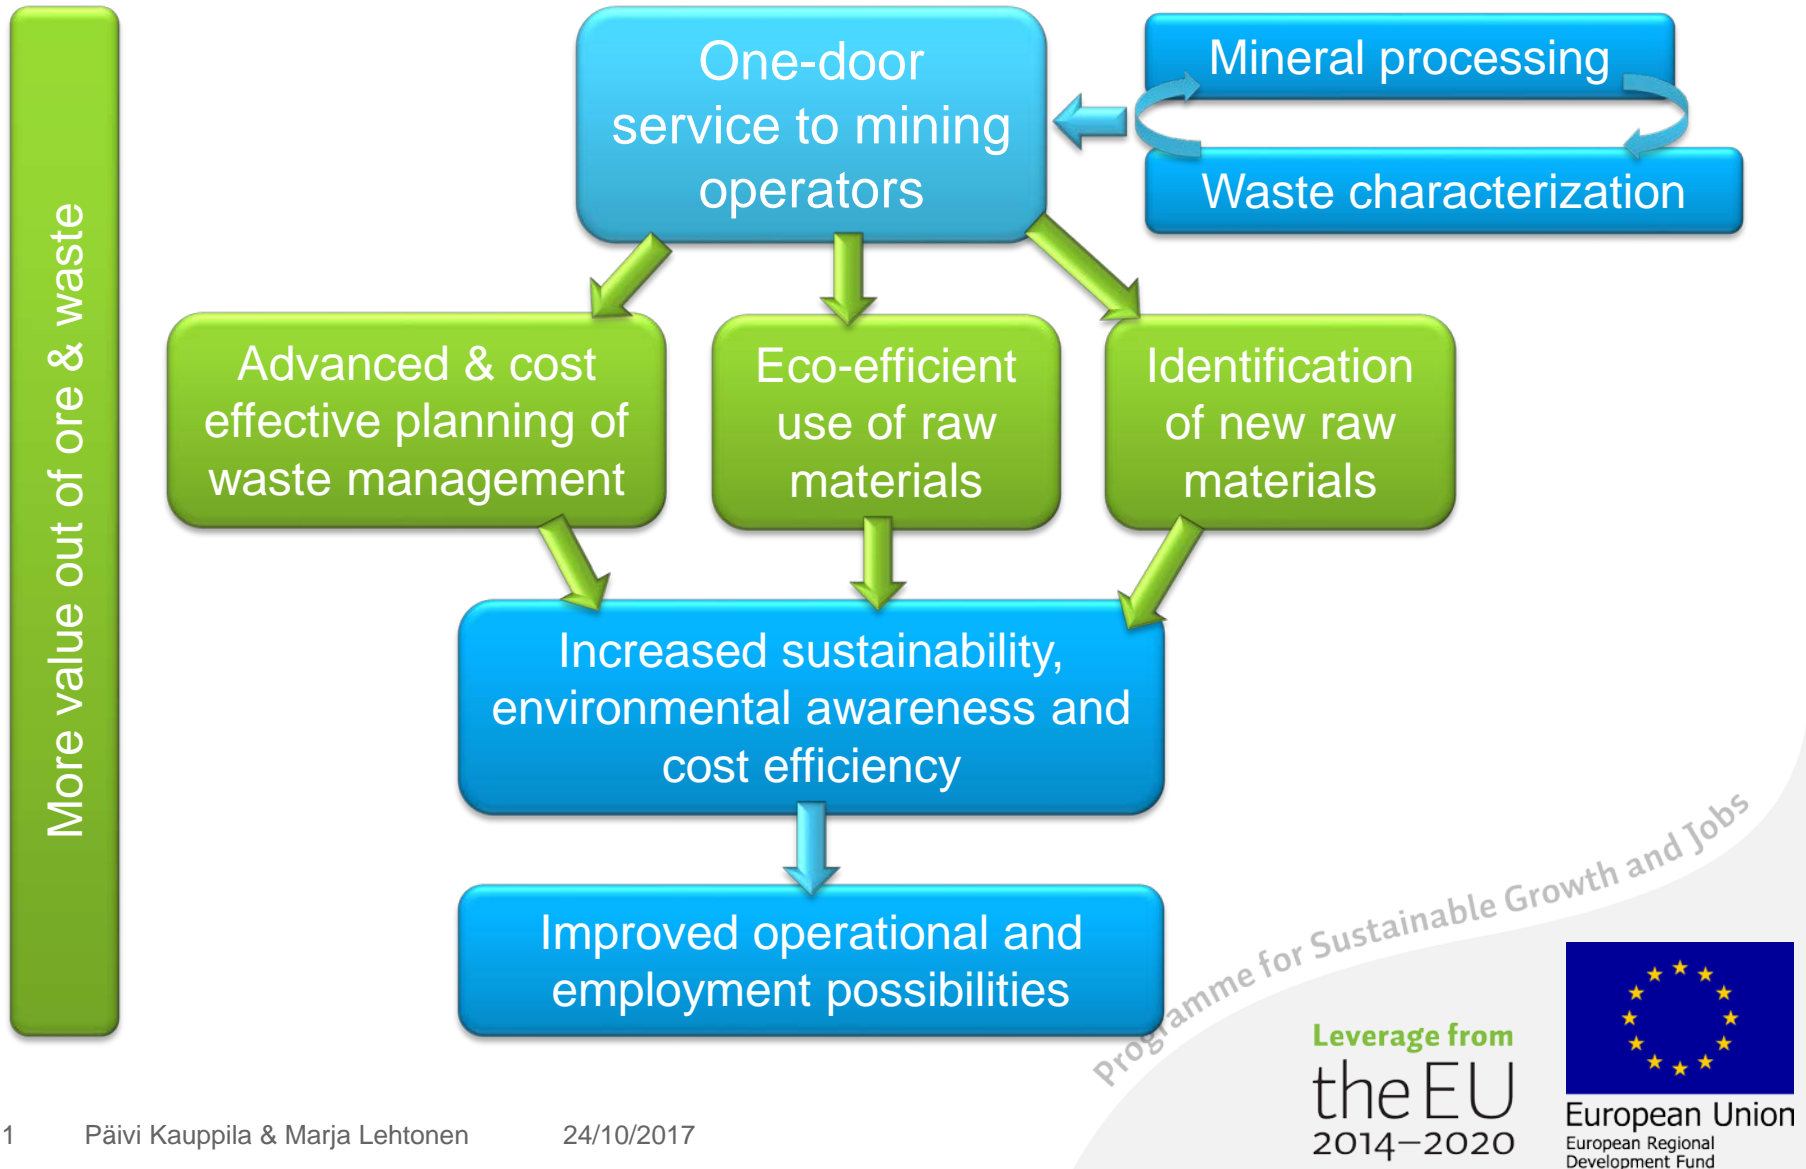 More value out of ore & waste
One-door
service to mining
operators
Mineral processing
Waste characterization
Advanced & cost
effective planning of
waste management
Eco-efficient
use of raw
materials
Identification
of new raw
materials
Increased sustainability,
environmental awareness and
cost efficiency
Improved operational and
employment possibilities
Programme for Sustainable Growth and Jobs
Leverage from
the EU
2014–2020
European Union
European Regional
Development Fund
1 Päivi Kauppila & Marja Lehtonen 24/10/2017